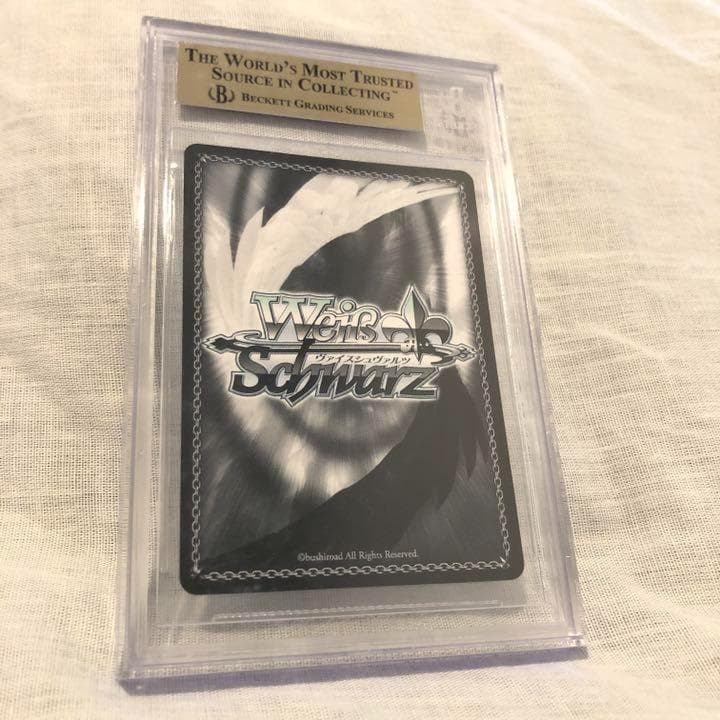 THE WORLD'S MOST TRUSTED
SOURCE IN COLLECTING™
B BECKETT GRADING SERVICES
Weiß
ヴァイスシュヴァルツ
Schwarz
©bushiroad All Rights Reserved.